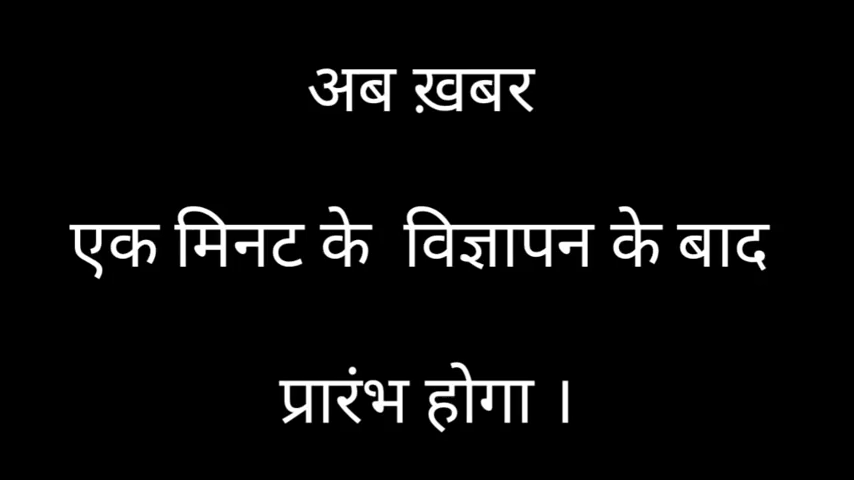 अब ख़बर
एक मिनट के विज्ञापन के बाद
प्रारंभ होगा ।